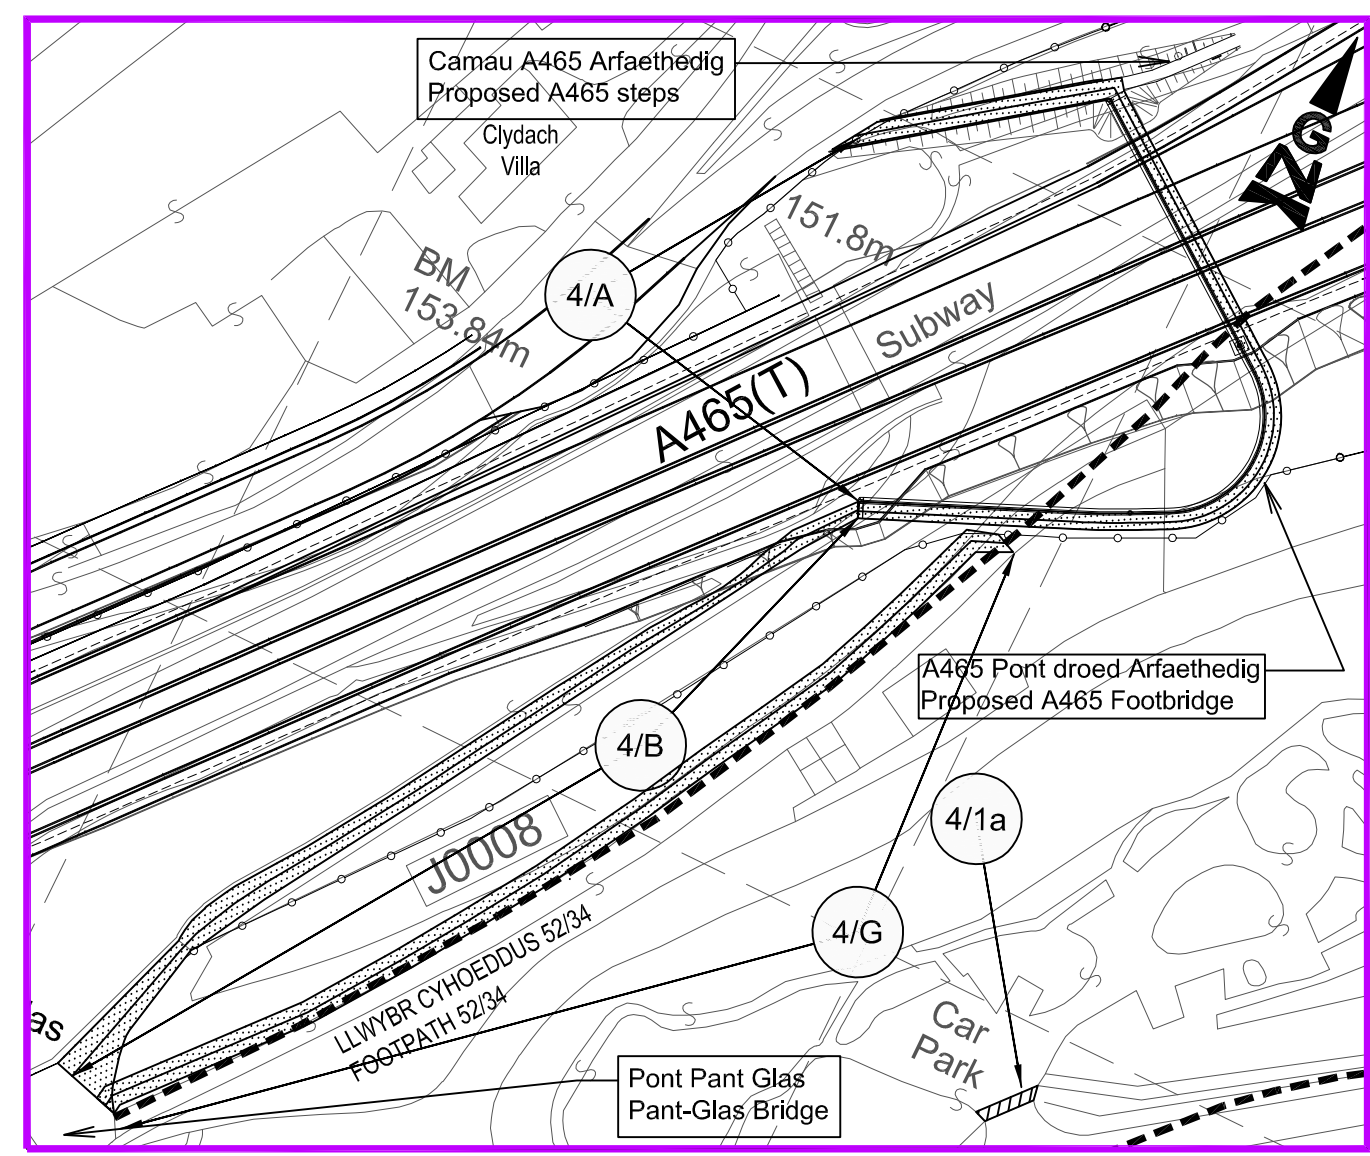 Camau A465 Arfaethedig
Proposed A465 steps
Clydach
Villa
N
G
151.8m
BM
153.84m
4/A
Subway
A465(T)
A465 Pont droed Arfaethedig
Proposed A465 Footbridge
4/B
4/1a
J0008
4/G
LLWYBR CYHOEDDUS 52/34
FOOTPATH 52/34
Car
Park
Pont Pant Glas
Pant-Glas Bridge